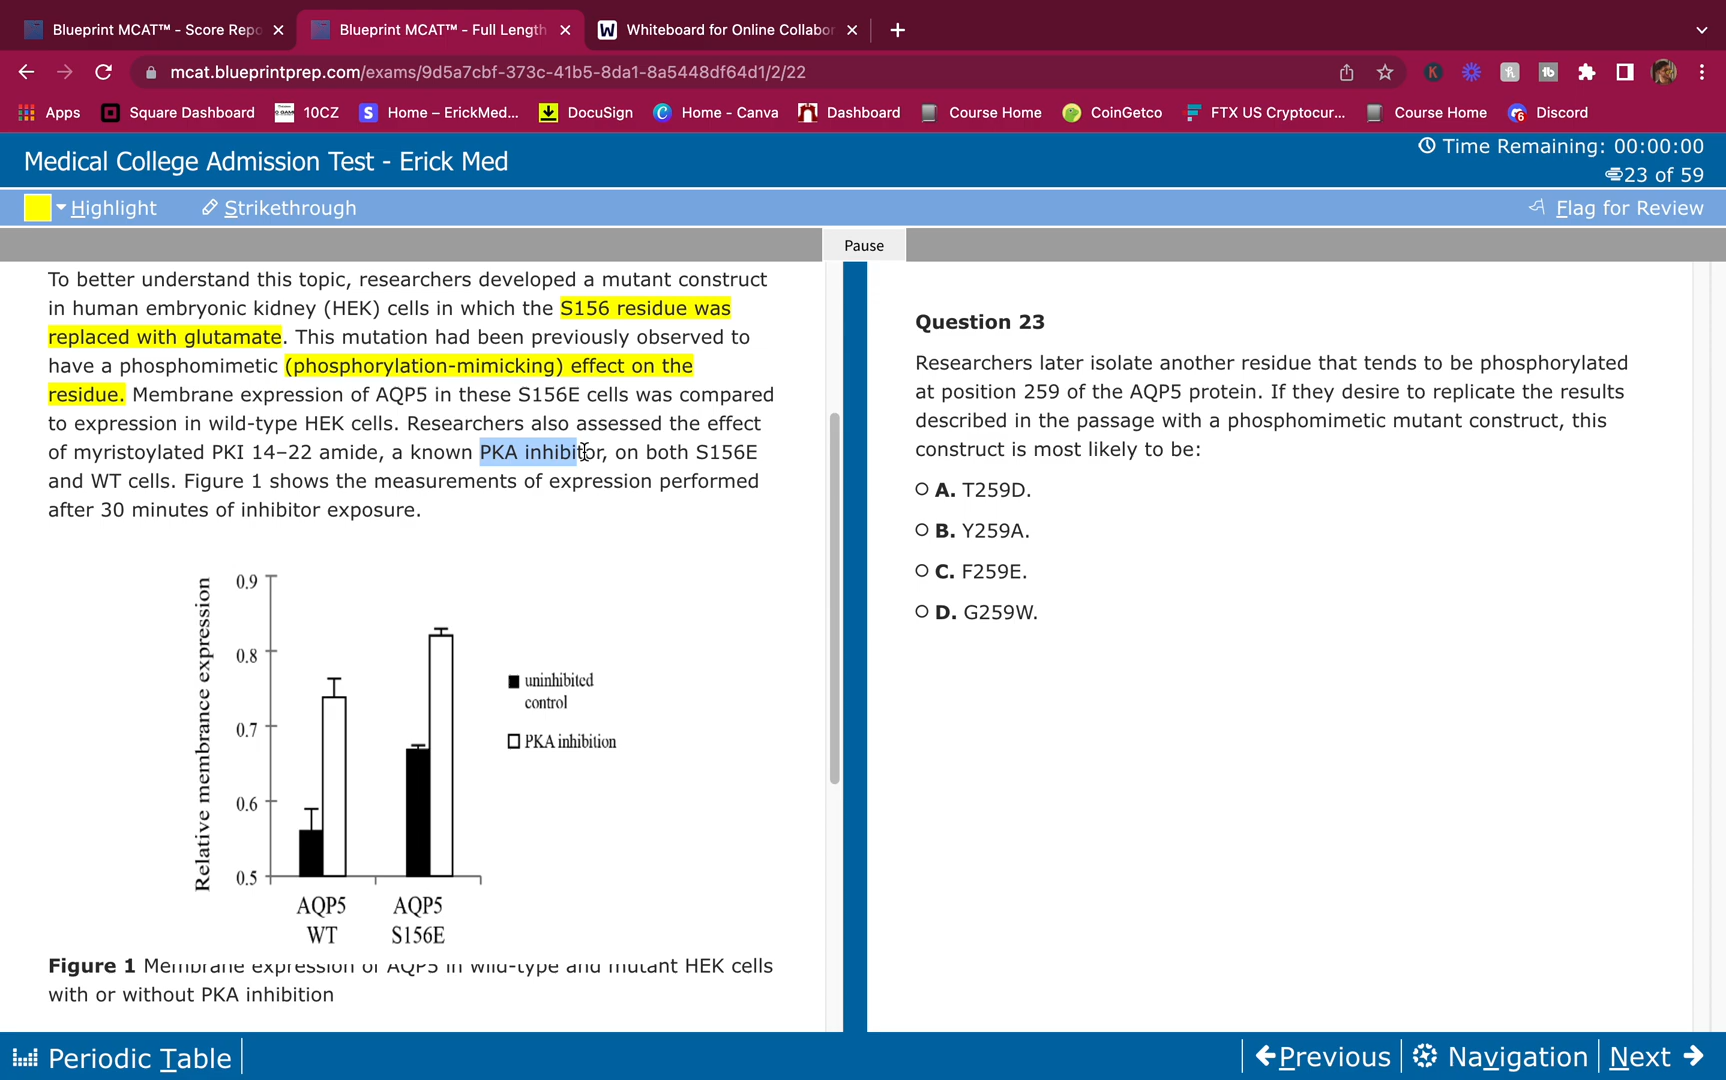 Blueprint MCAT™ - Score Repo
Blueprint MCAT™ - Full Length
Whiteboard for Online Collabor
mcat.blueprintprep.com/exams/9d5a7cbf-373c-41b5-8da1-8a5448df64d1/2/22
Apps
Square Dashboard
10CZ
Home – ErickMed...
DocuSign
Home - Canva
Dashboard
Course Home
CoinGetco
FTX US Cryptocur...
Course Home
Discord
Medical College Admission Test - Erick Med
Time Remaining: 00:00:00
23 of 59
Highlight
Strikethrough
Flag for Review
Pause
To better understand this topic, researchers developed a mutant construct
in human embryonic kidney (HEK) cells in which the S156 residue was
replaced with glutamate. This mutation had been previously observed to
have a phosphomimetic (phosphorylation-mimicking) effect on the
residue. Membrane expression of AQP5 in these S156E cells was compared
to expression in wild-type HEK cells. Researchers also assessed the effect
of myristoylated PKI 14–22 amide, a known PKA inhibitor, on both S156E
and WT cells. Figure 1 shows the measurements of expression performed
after 30 minutes of inhibitor exposure.
Relative membrane expression
0.9
0.8
0.7
0.6
0.5
uninhibited
control
PKA inhibition
AQP5
WT
AQP5
S156E
Figure 1 Membrane expression of AQP5 in wild-type and mutant HEK cells
with or without PKA inhibition
Question 23
Researchers later isolate another residue that tends to be phosphorylated
at position 259 of the AQP5 protein. If they desire to replicate the results
described in the passage with a phosphomimetic mutant construct, this
construct is most likely to be:
A. T259D.
B. Y259A.
C. F259E.
D. G259W.
Periodic Table
Previous
Navigation
Next